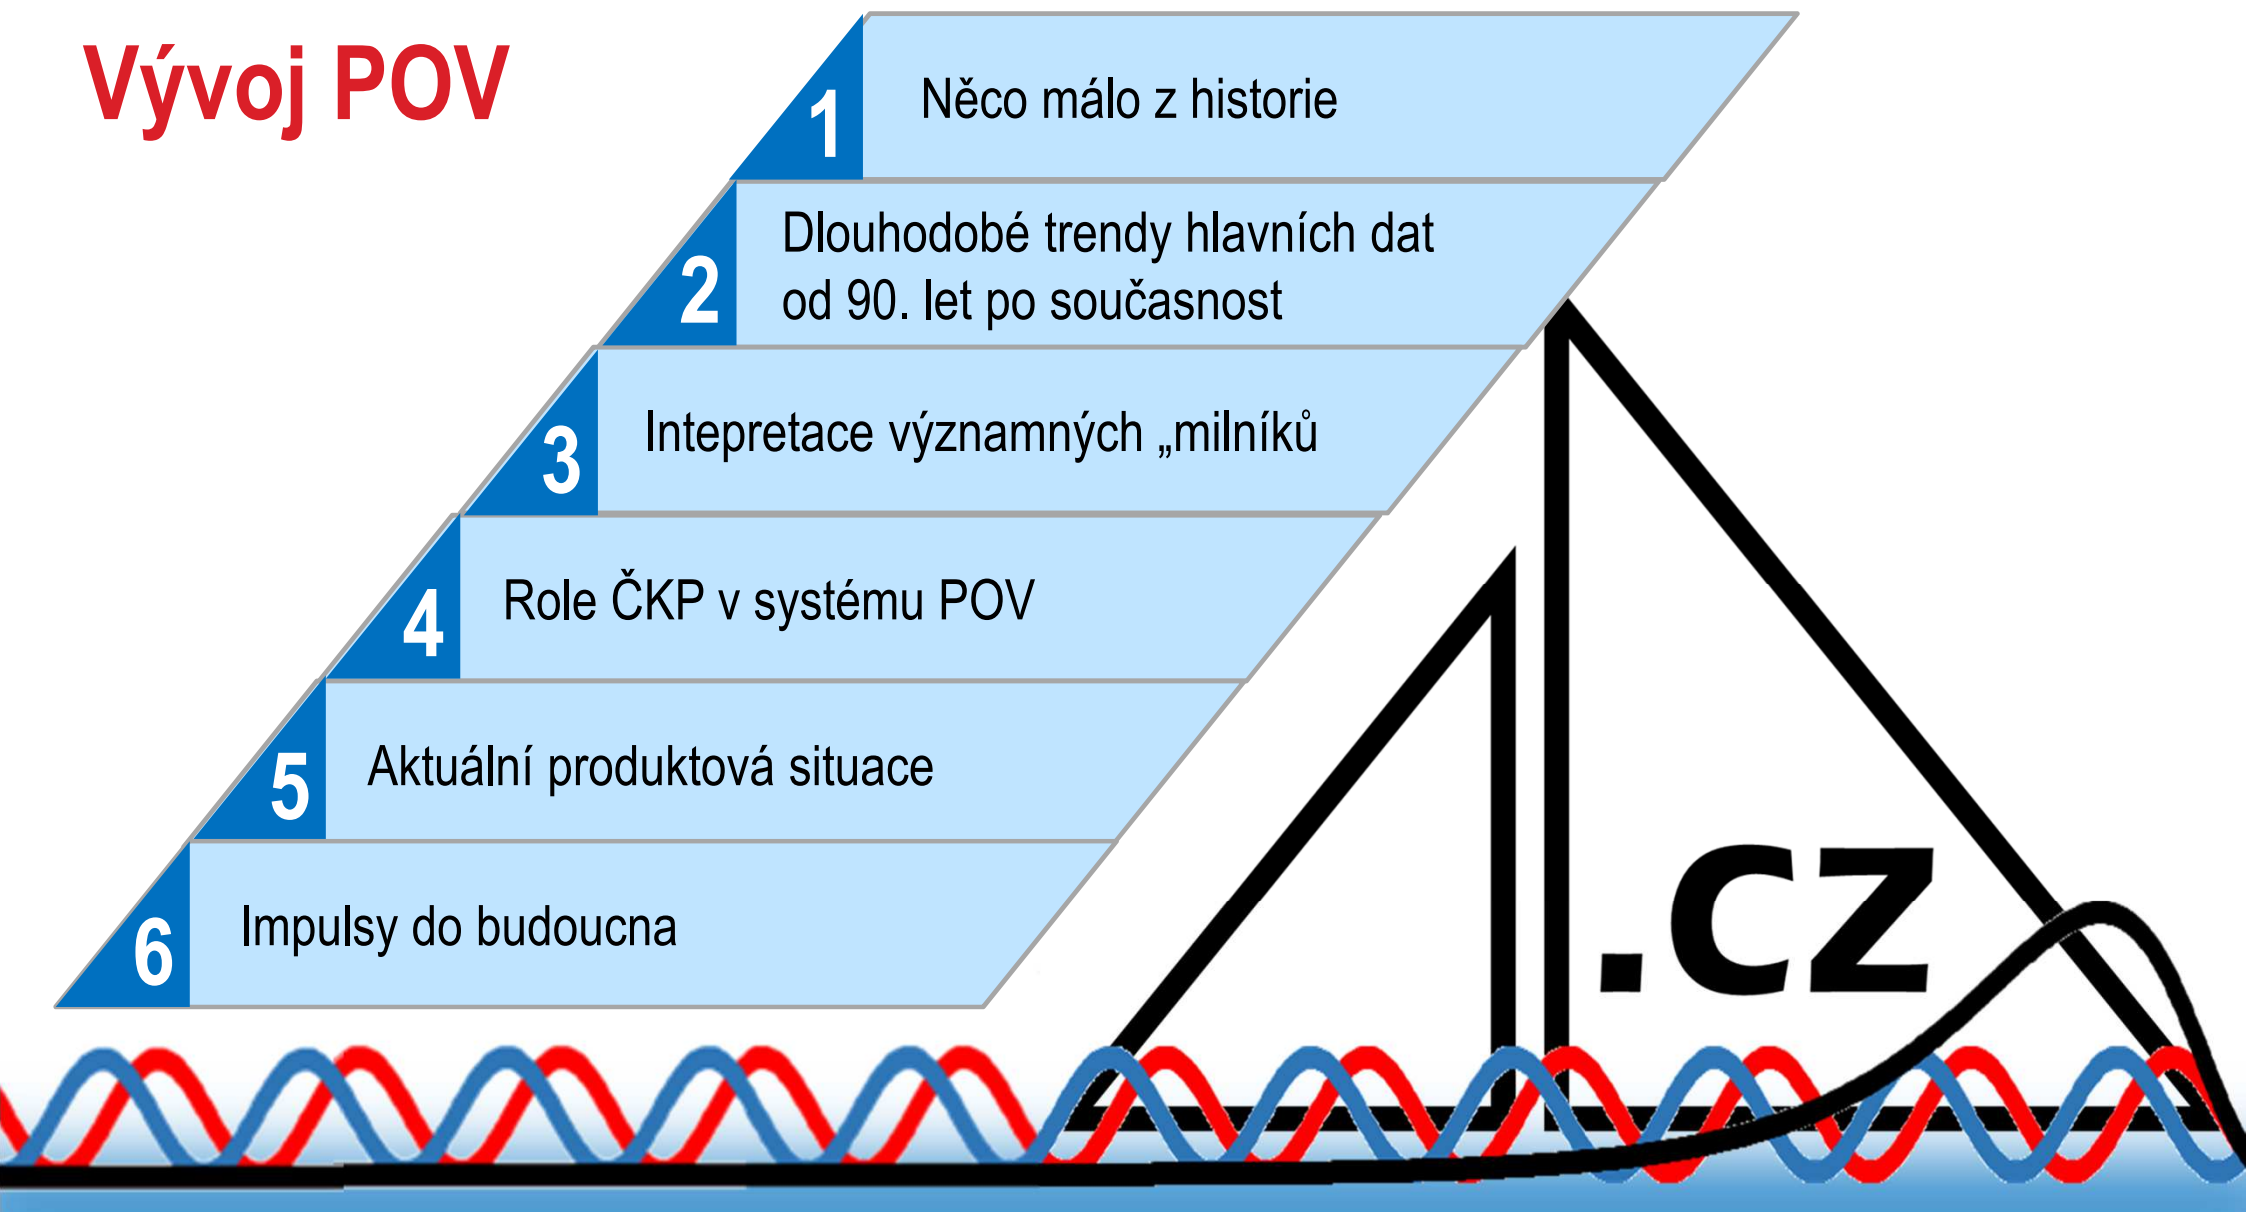 Vývoj POV
1
Něco málo z historie
2
Dlouhodobé trendy hlavních dat
od 90. let po současnost
3
Intepretace významných „milníků
4
Role ČKP v systému POV
5
Aktuální produktová situace
6
Impulsy do budoucna
.cz